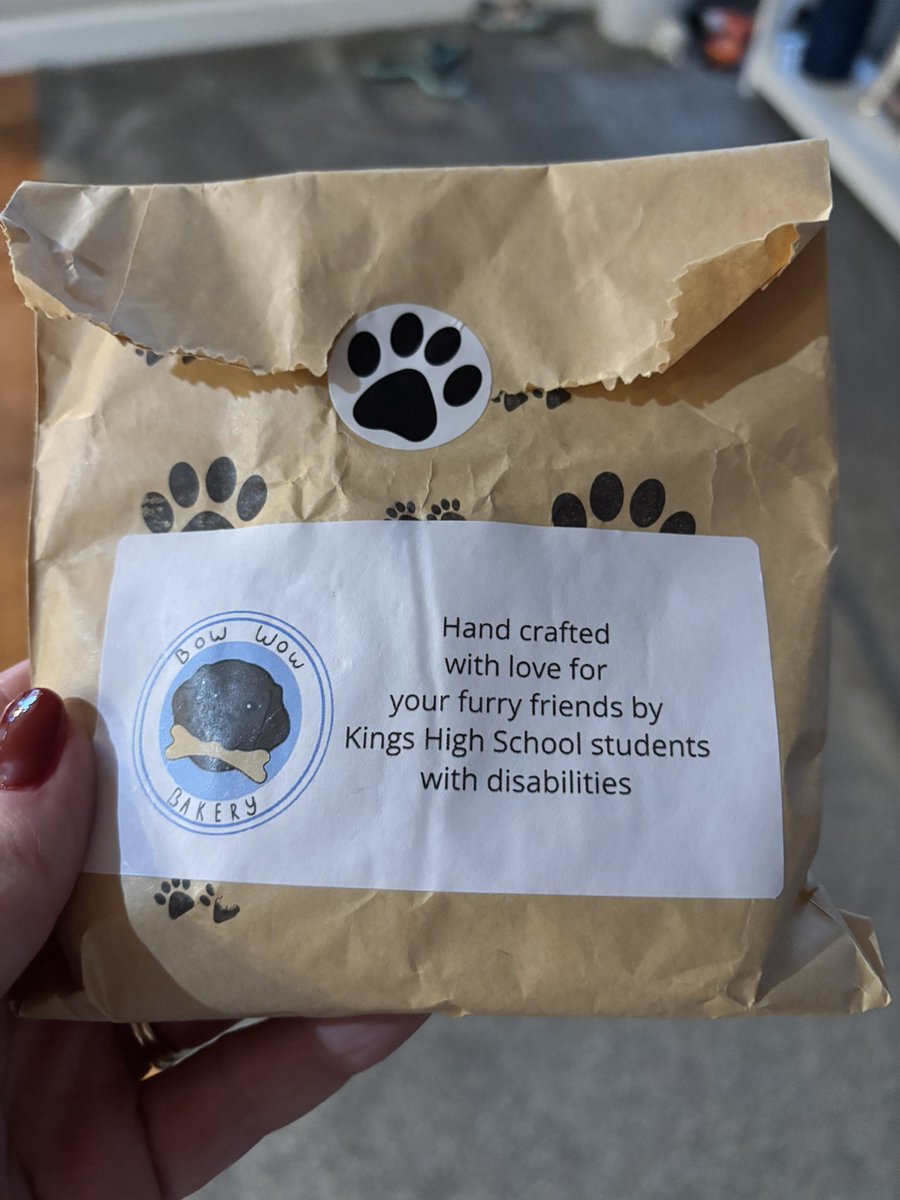 BOW WOW
BAKERY
Hand crafted
with love for
your furry friends by
Kings High School students
with disabilities